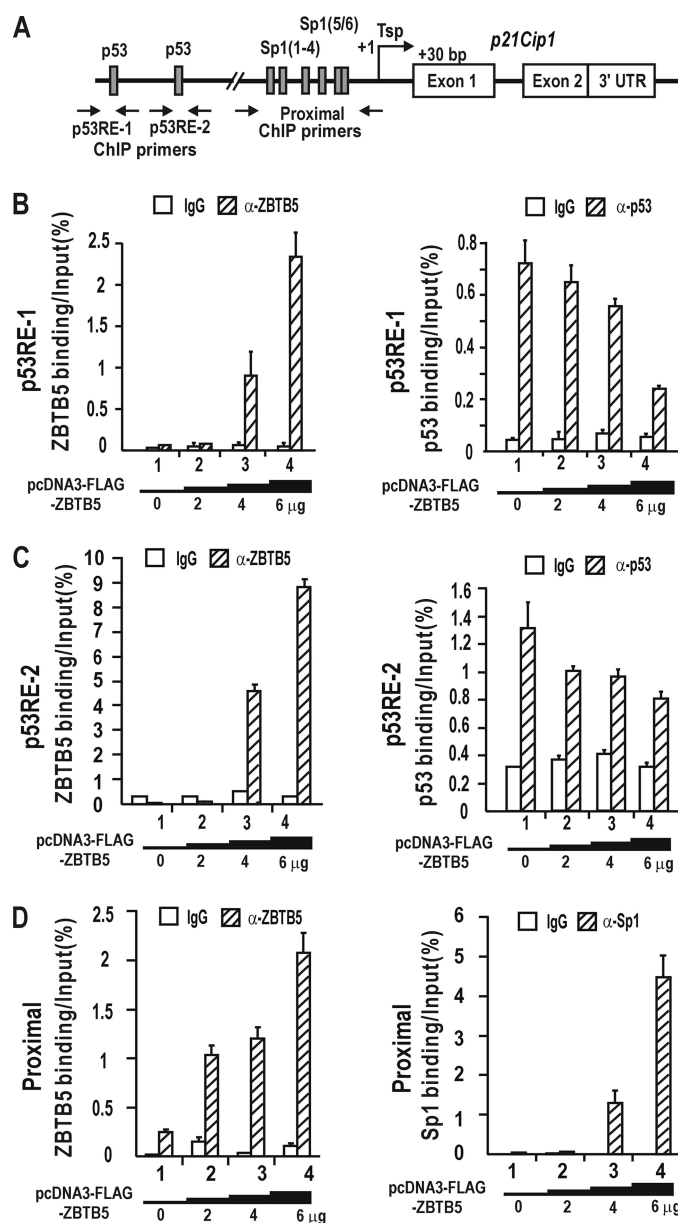 A
p53
p53
Sp1(1-4)
Sp1(5/6)
+1
Tsp
+30 bp
p21Cip1
Exon 1
Exon 2
3' UTR
p53RE-1
p53RE-2
ChIP primers
Proximal
ChIP primers
B
IgG
α-ZBTB5
p53RE-1
ZBTB5 binding/Input(%)
2.5
2
1.5
1
0.5
0
1
2
3
4
pcDNA3-FLAG
-ZBTB5
0
2
4
6 μg
IgG
α-p53
p53RE-1
p53 binding/Input(%)
0.8
0.6
0.4
0.2
0
1
2
3
4
pcDNA3-FLAG
-ZBTB5
0
2
4
6 μg
C
IgG
α-ZBTB5
p53RE-2
ZBTB5 binding/Input(%)
10
9
8
7
6
5
4
3
2
1
0
1
2
3
4
pcDNA3-FLAG
-ZBTB5
0
2
4
6 μg
IgG
α-p53
p53RE-2
p53 binding/Input(%)
1.6
1.4
1.2
1
0.8
0.6
0.4
0.2
0
1
2
3
4
pcDNA3-FLAG
-ZBTB5
0
2
4
6 μg
D
IgG
α-ZBTB5
Proximal
ZBTB5 binding/Input(%)
2.5
2
1.5
1
0.5
0
1
2
3
4
pcDNA3-FLAG
-ZBTB5
0
2
4
6 μg
IgG
α-Sp1
Proximal
Sp1 binding/Input(%)
6
5
4
3
2
1
0
1
2
3
4
pcDNA3-FLAG
-ZBTB5
0
2
4
6 μg